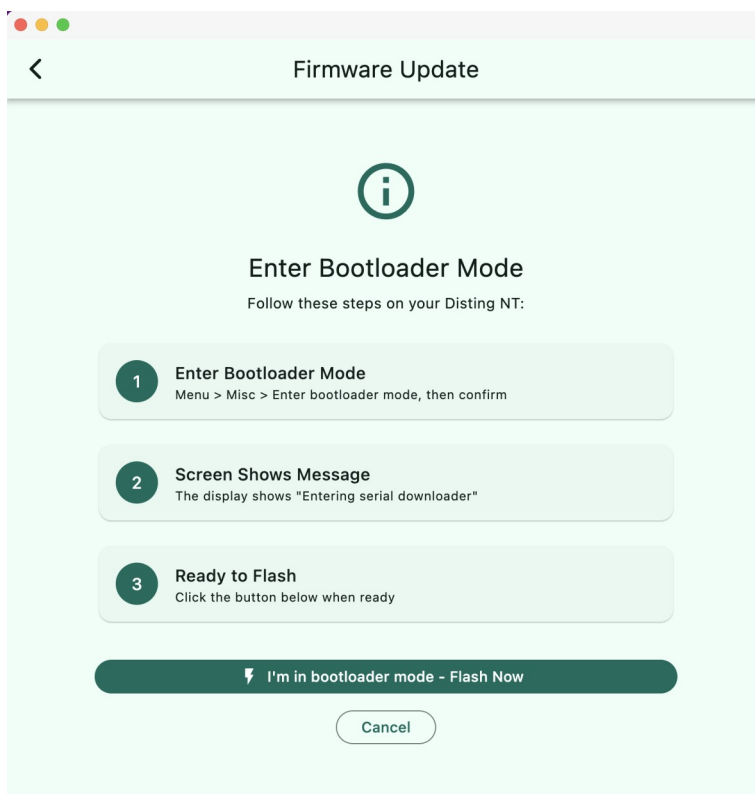 Firmware Update
Enter Bootloader Mode
Follow these steps on your Disting NT:
1
Enter Bootloader Mode
Menu > Misc > Enter bootloader mode, then confirm
2
Screen Shows Message
The display shows "Entering serial downloader"
3
Ready to Flash
Click the button below when ready
I'm in bootloader mode - Flash Now
Cancel